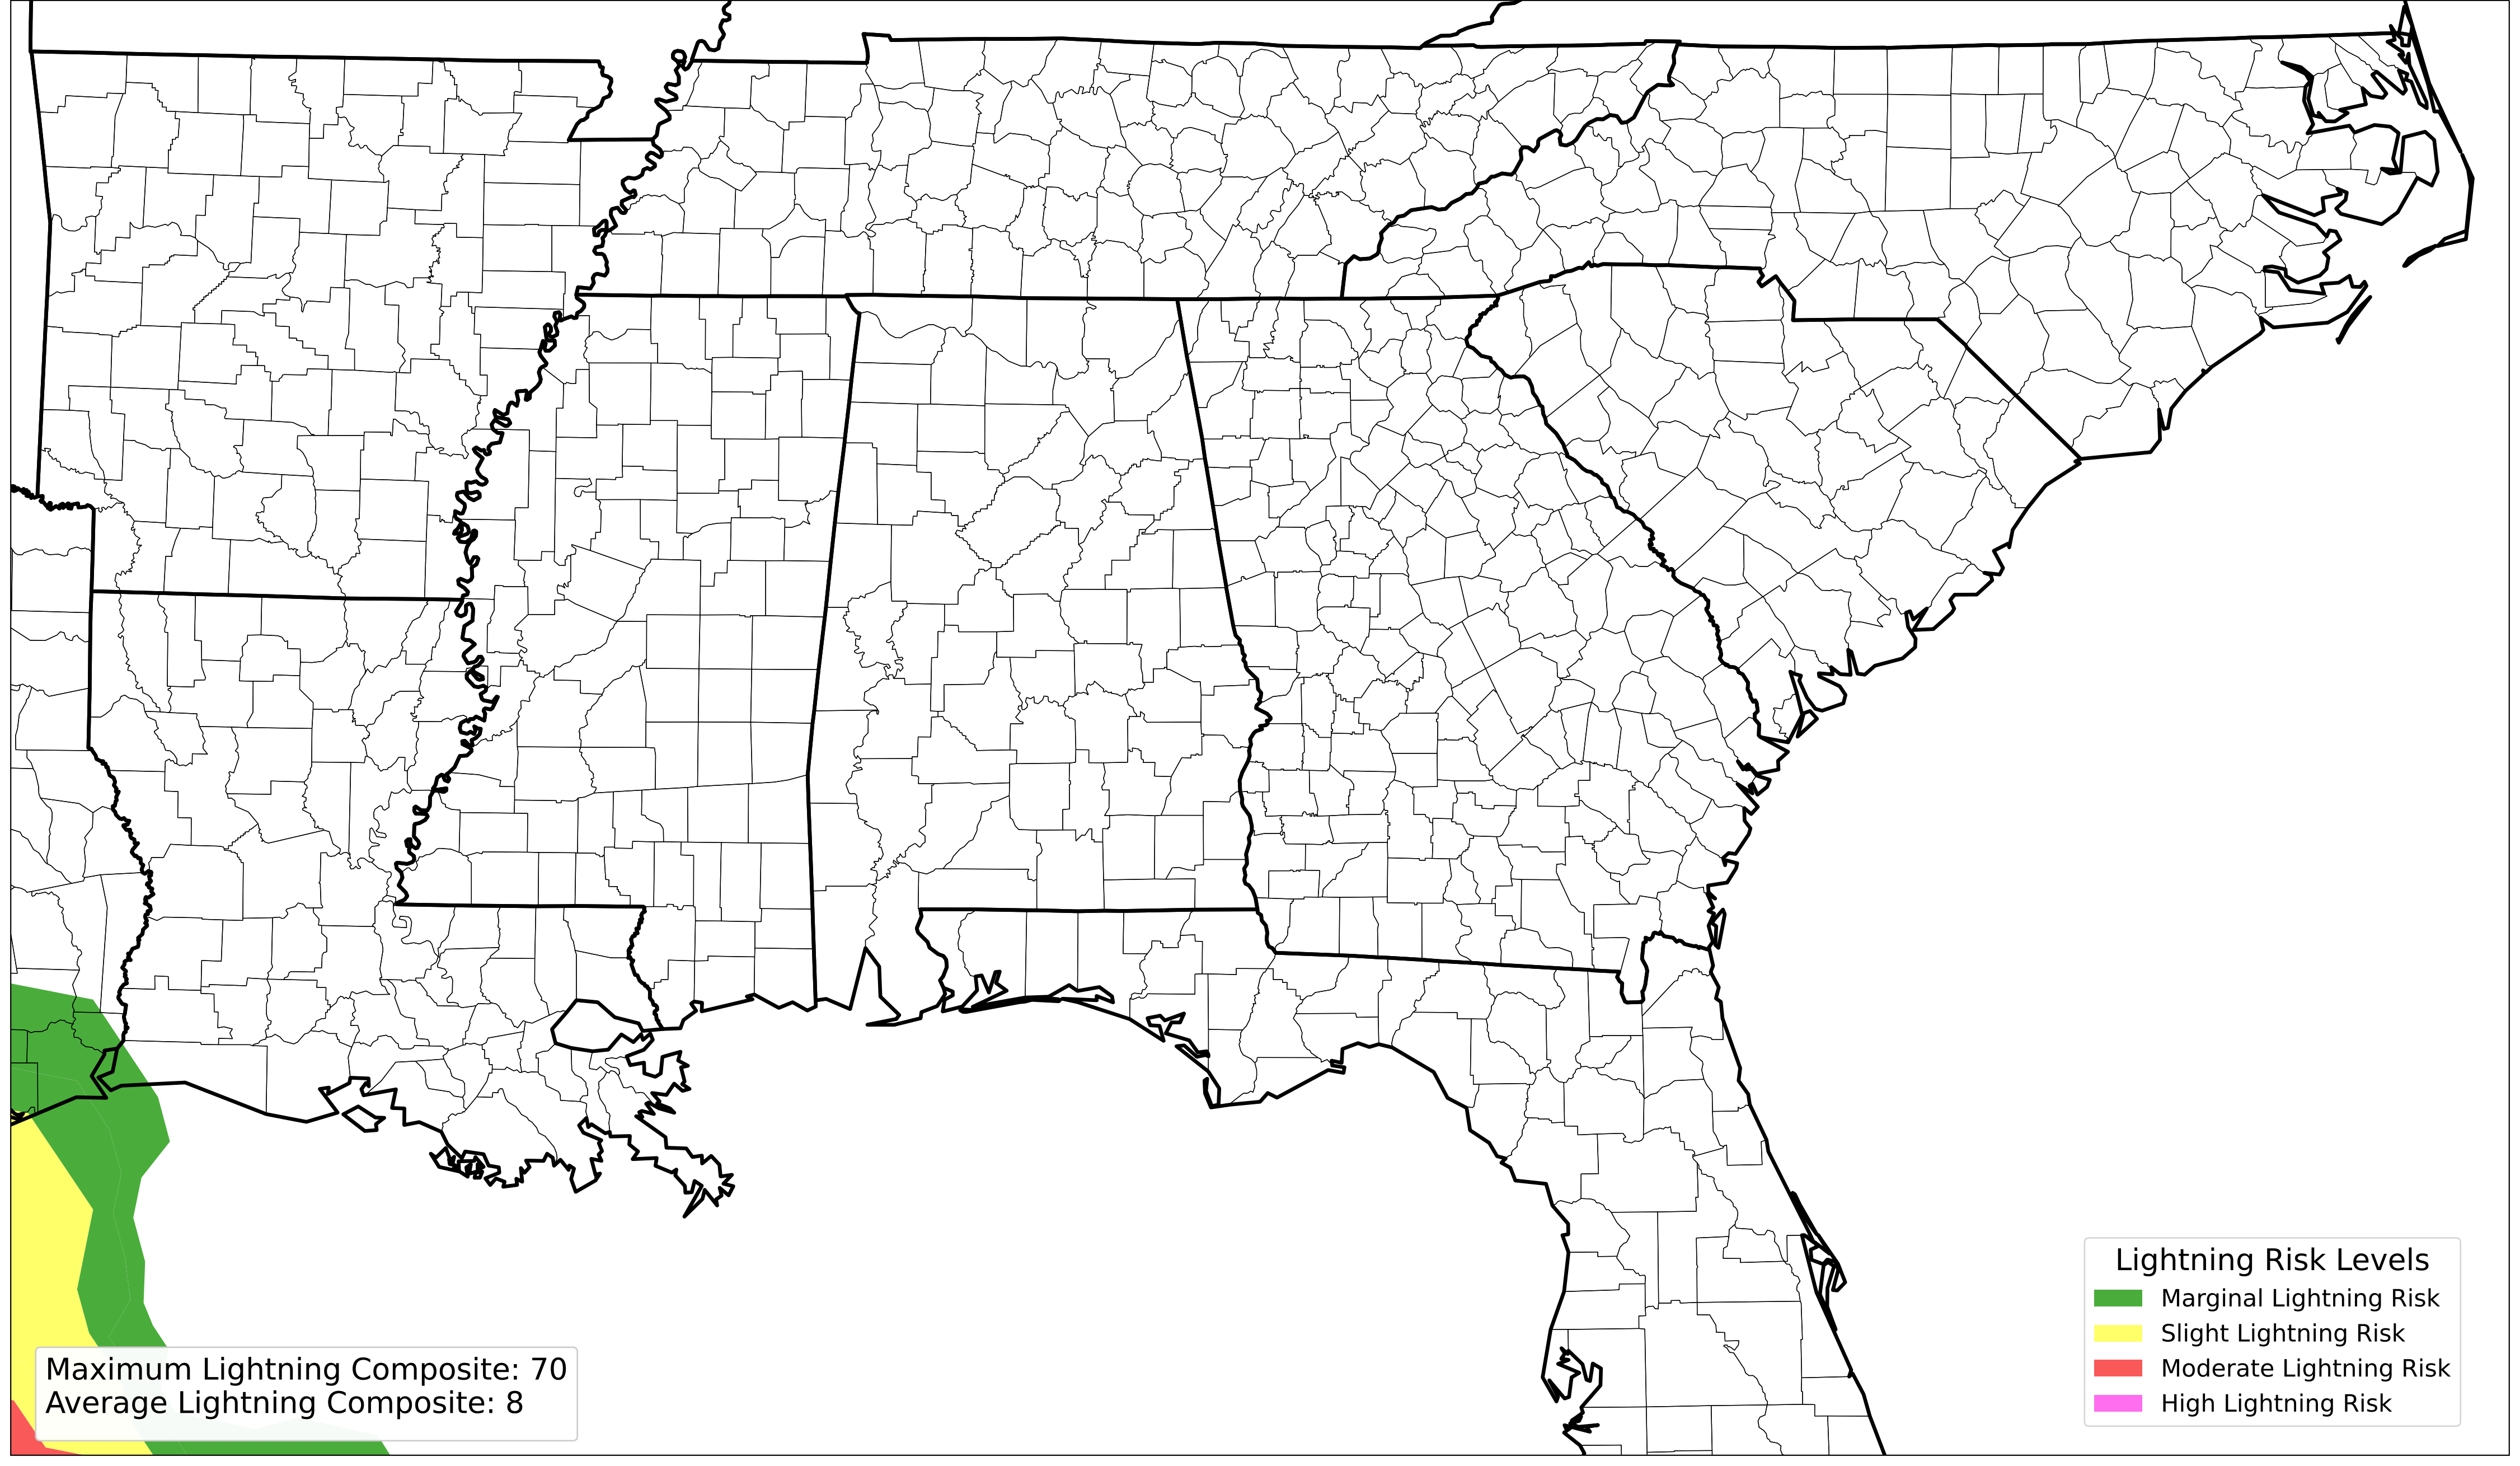 Lightning Risk Levels
Marginal Lightning Risk
Slight Lightning Risk
Moderate Lightning Risk
High Lightning Risk
Maximum Lightning Composite: 70
Average Lightning Composite: 8